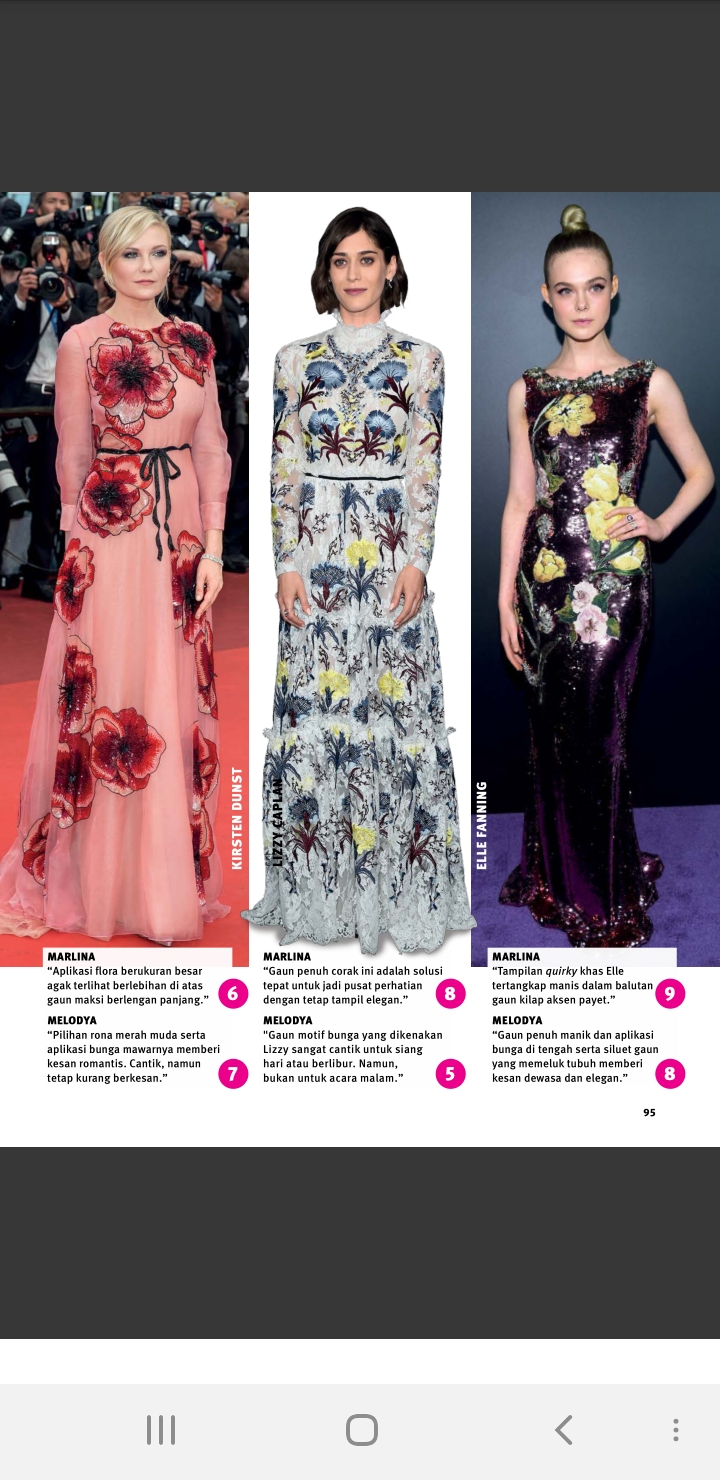 KIRSTEN DUNST
MARLINA
“Aplikasi flora berukuran besar
agak terlihat berlebihan di atas
gaun maksi berlengan panjang.”
6
MELODYA
“Pilihan rona merah muda serta
aplikasi bunga mawarnya memberi
kesan romantis. Cantik, namun
tetap kurang berkesan.”
7
LIZZY CAPLAN
MARLINA
“Gaun penuh corak ini adalah solusi
tepat untuk jadi pusat perhatian
dengan tetap tampil elegan.”
8
MELODYA
"Gaun motif bunga yang dikenakan
Lizzy sangat cantik untuk siang
hari atau berlibur. Namun,
bukan untuk acara malam.”
5
ELLE FANNING
MARLINA
“Tampilan quirky khas Elle
tertangkap manis dalam balutan
gaun kilap aksen payet.”
9
MELODYA
“Gaun penuh manik dan aplikasi
bunga di tengah serta siluet gaun
yang memeluk tubuh memberi
kesan dewasa dan elegan.”
8
95